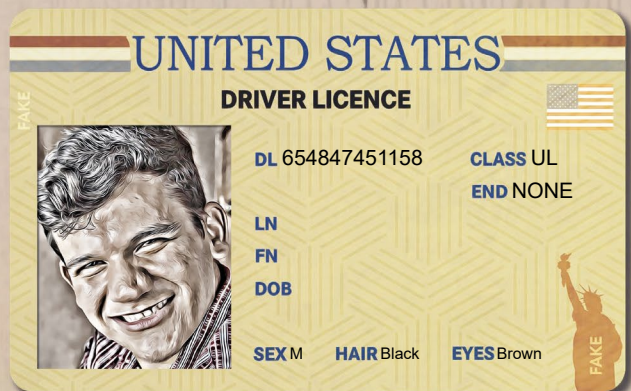 UNITED STATES
DRIVER LICENCE
FAKE
DL 654847451158 CLASS UL
END NONE
LN
FN
DOB
SEX M HAIR Black EYES Brown
FAKE